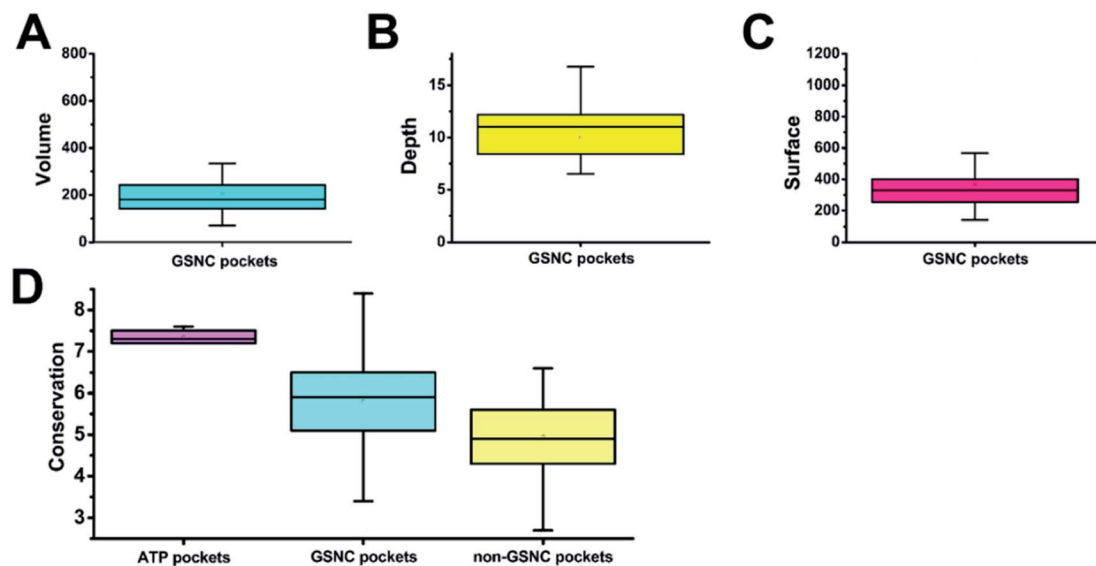 A
Volume
800
600
400
200
0
GSNC pockets
B
Depth
15
10
5
0
GSNC pockets
C
Surface
1200
1000
800
600
400
200
0
GSNC pockets
D
Conservation
8
7
6
5
4
3
ATP pockets
GSNC pockets
non-GSNC pockets